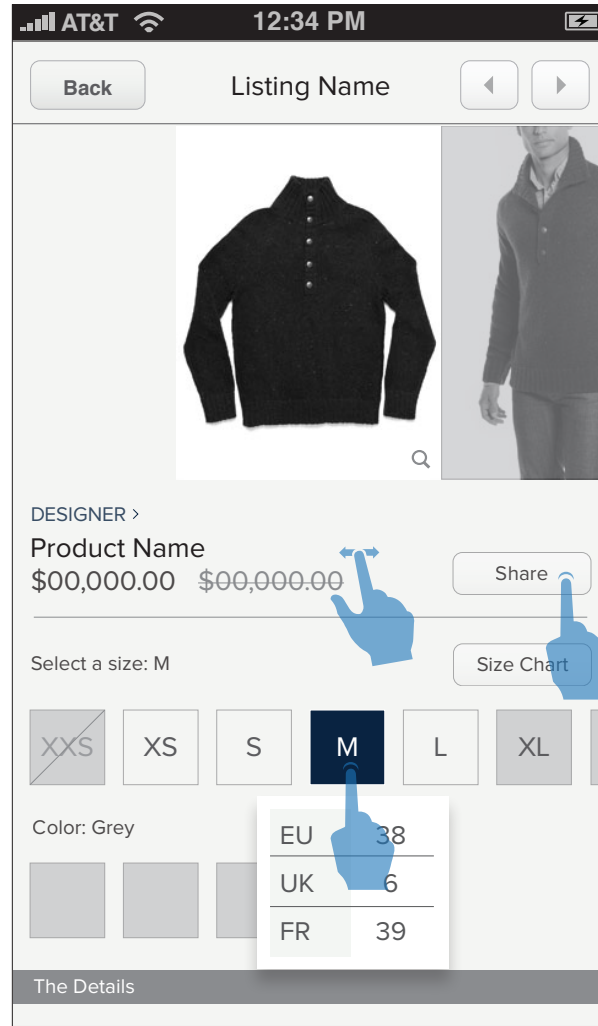 AT&T 12:34 PM
Back Listing Name
DESIGNER >
Product Name
$00,000.00 $00,000.00
Share
Select a size: M
Size Chart
XXS XS S M L XL
Color: Grey
EU 38
UK 6
FR 39
The Details